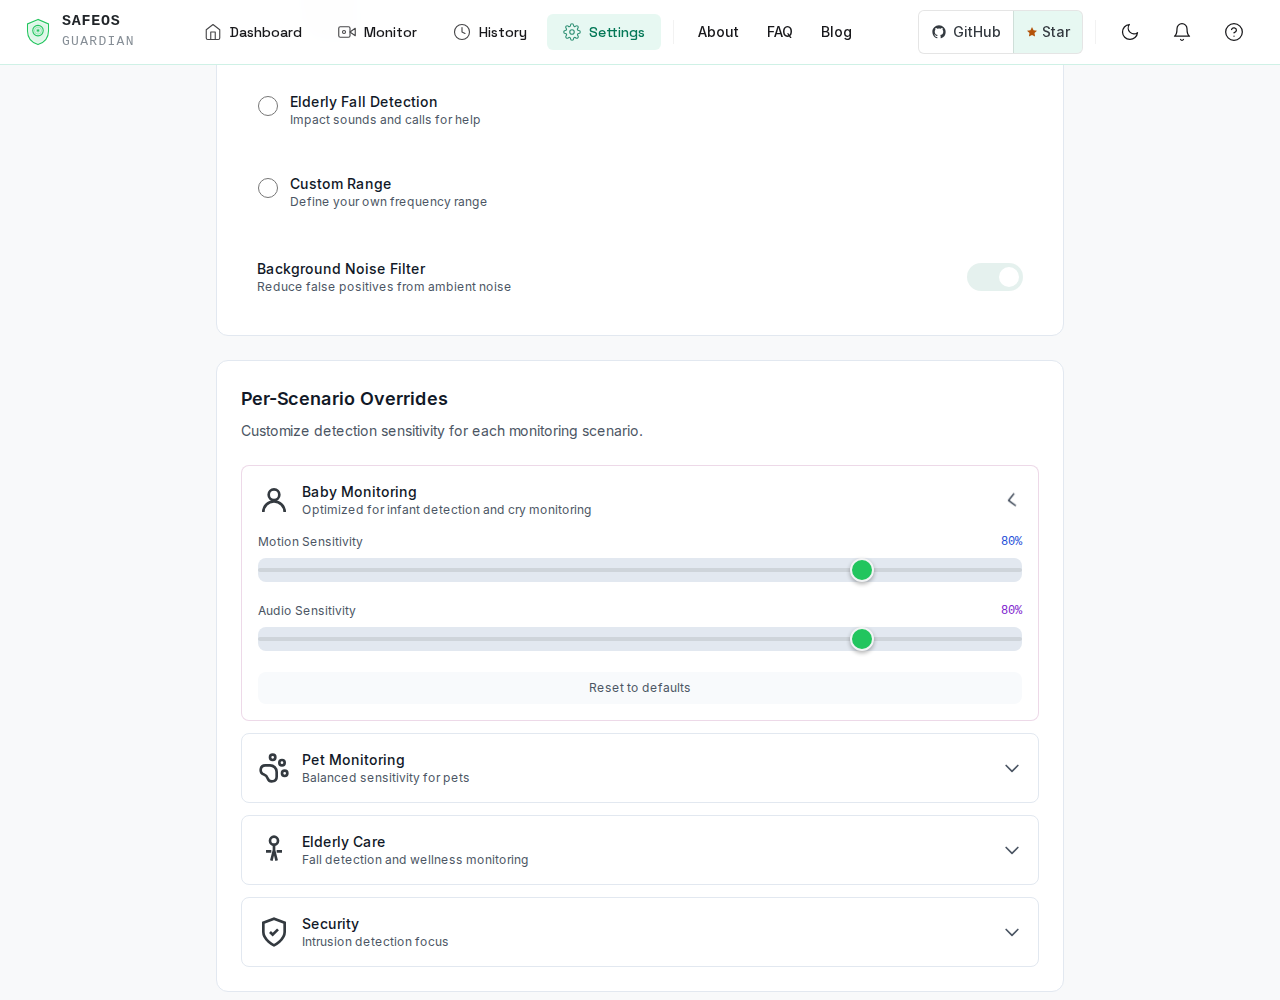 SAFEOS
GUARDIAN
Dashboard
Monitor
History
Settings
About
FAQ
Blog
GitHub
Star
Elderly Fall Detection
Impact sounds and calls for help
Custom Range
Define your own frequency range
Background Noise Filter
Reduce false positives from ambient noise
Per-Scenario Overrides
Customize detection sensitivity for each monitoring scenario.
Baby Monitoring
Optimized for infant detection and cry monitoring
Motion Sensitivity
80%
Audio Sensitivity
80%
Reset to defaults
Pet Monitoring
Balanced sensitivity for pets
Elderly Care
Fall detection and wellness monitoring
Security
Intrusion detection focus